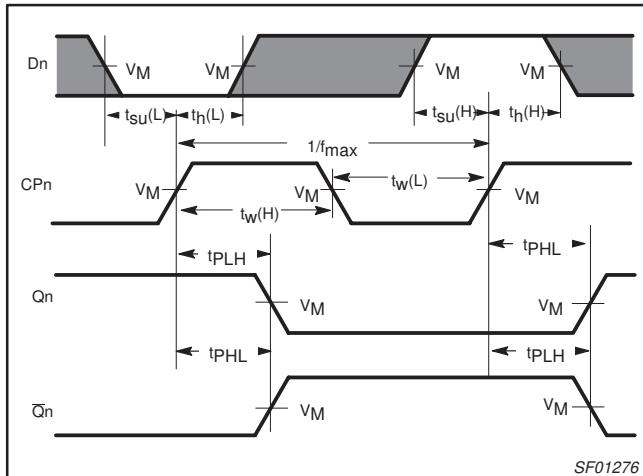 Dn
VM VM VM VM
tsu(L) th(L) tsu(H) th(H)
1/fmax
CPn
VM VM tw(L) VM
tw(H)
tPLH tPHL
Qn
VM VM
tPHL tPLH
Q̅n
VM VM
SF01276